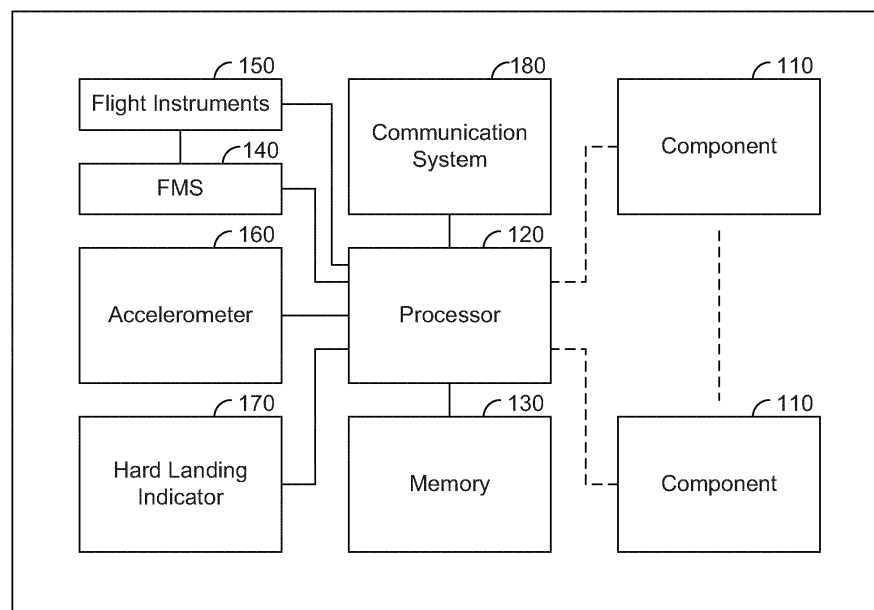 150
Flight Instruments
140
FMS
160
Accelerometer
170
Hard Landing
Indicator
180
Communication
System
120
Processor
130
Memory
110
Component
110
Component